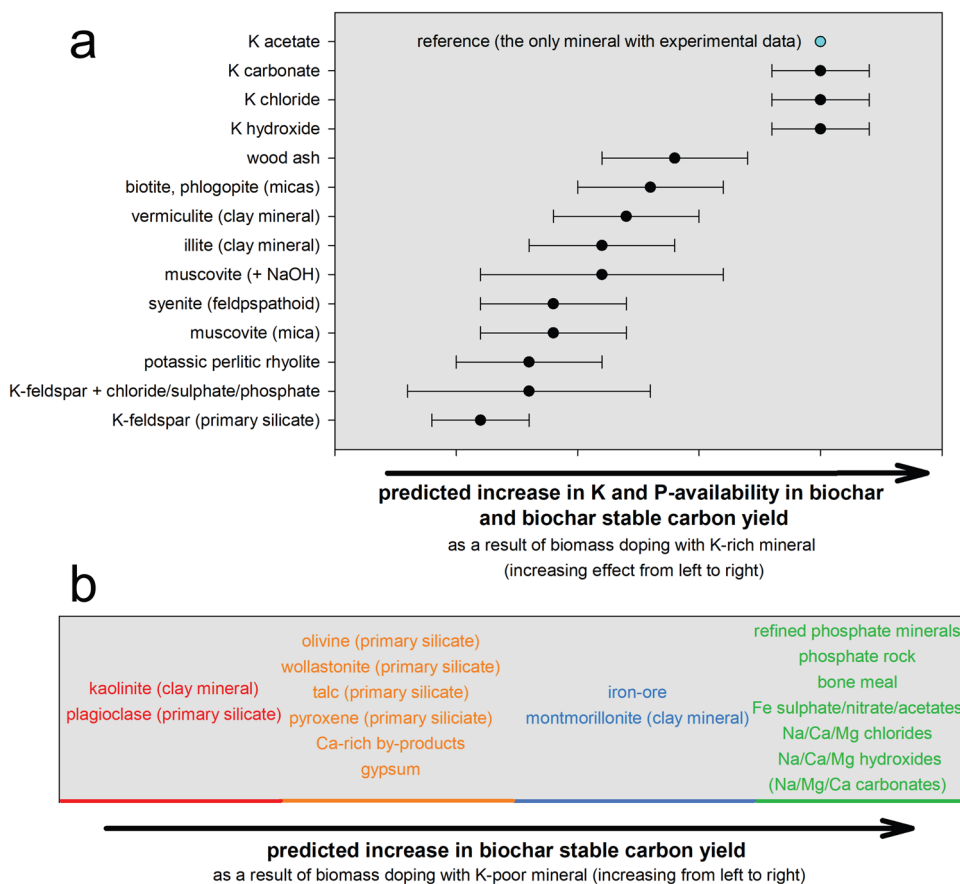 a
K acetate
reference (the only mineral with experimental data)
K carbonate
K chloride
K hydroxide
wood ash
biotite, phlogopite (micas)
vermiculite (clay mineral)
illite (clay mineral)
muscovite (+ NaOH)
syenite (feldpspathoid)
muscovite (mica)
potassic perlitic rhyolite
K-feldspar + chloride/sulphate/phosphate
K-feldspar (primary silicate)
predicted increase in K and P-availability in biochar
and biochar stable carbon yield
as a result of biomass doping with K-rich mineral
(increasing effect from left to right)
b
kaolinite (clay mineral)
plagioclase (primary silicate)
olivine (primary silicate)
wollastonite (primary silicate)
talc (primary silicate)
pyroxene (primary siliciate)
Ca-rich by-products
gypsum
iron-ore
montmorillonite (clay mineral)
refined phosphate minerals
phosphate rock
bone meal
Fe sulphate/nitrate/acetates
Na/Ca/Mg chlorides
Na/Ca/Mg hydroxides
(Na/Mg/Ca carbonates)
predicted increase in biochar stable carbon yield
as a result of biomass doping with K-poor mineral (increasing from left to right)